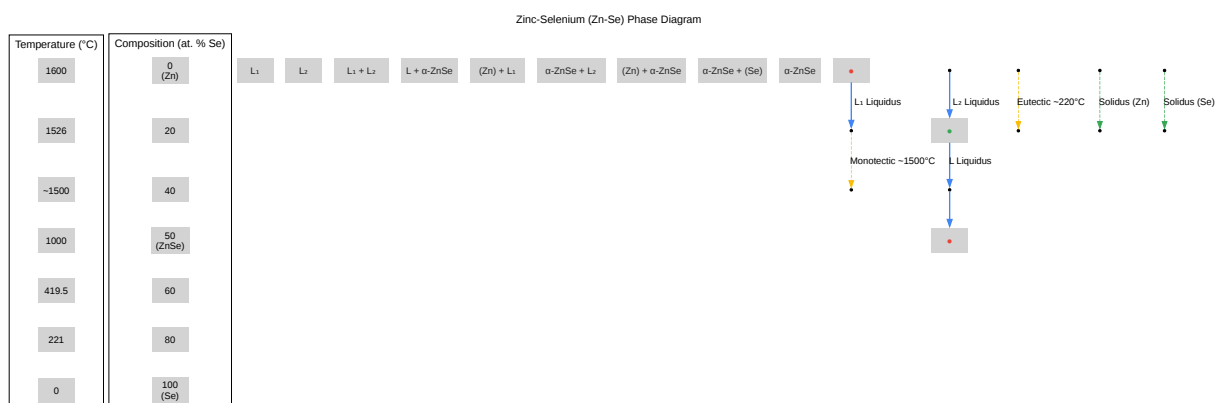 Zinc-Selenium (Zn-Se) Phase Diagram
Temperature (°C)
Composition (at. % Se)
1600
0
(Zn)
L₁
L₂
L₁ + L₂
L + α-ZnSe
(Zn) + L₁
α-ZnSe + L₂
(Zn) + α-ZnSe
α-ZnSe + (Se)
α-ZnSe
L₁ Liquidus
L₂ Liquidus
Eutectic ~220°C
Solidus (Zn)
Solidus (Se)
1526
20
Monotectic ~1500°C
L Liquidus
~1500
40
1000
50
(ZnSe)
419.5
60
221
80
0
100
(Se)